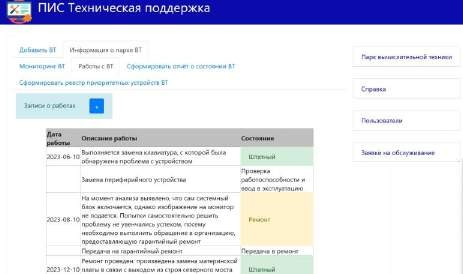 ПИС Техническая поддержка
Добавить ВТ
Информация о парке ВТ
Мониторинг ВТ
Работы с ВТ
Сформировать отчёт о состоянии ВТ
Сформировать реестр приоритетных устройств ВТ
Записи о работах
+
Парк вычислительной техники
Справка
Пользователи
Заявки на обслуживание
Дата
работы
Описание работы
Состояние
2023-06-10
Выполняется замена клавиатура, с которой была
обнаружена проблема с устройством
Штатный
Замена периферийного устройства
Проверка
работоспособности и
ввод в эксплуатацию
2023-08-10
На момент анализа выявлено, что сам системный
блок включается, однако изображения на монитор
не подается. Попытки самостоятельно решить
проблему не увенчались успехом, посему
необходимо выполнить обращение в организацию,
предоставляющую гарантийный ремонт
Ремонт
Передача на гарантийный ремонт
Передача в ремонт
2023-12-10
Ремонт проведен: произведена замена материнской
платы в связи с выходом из строя северного моста
Штатный